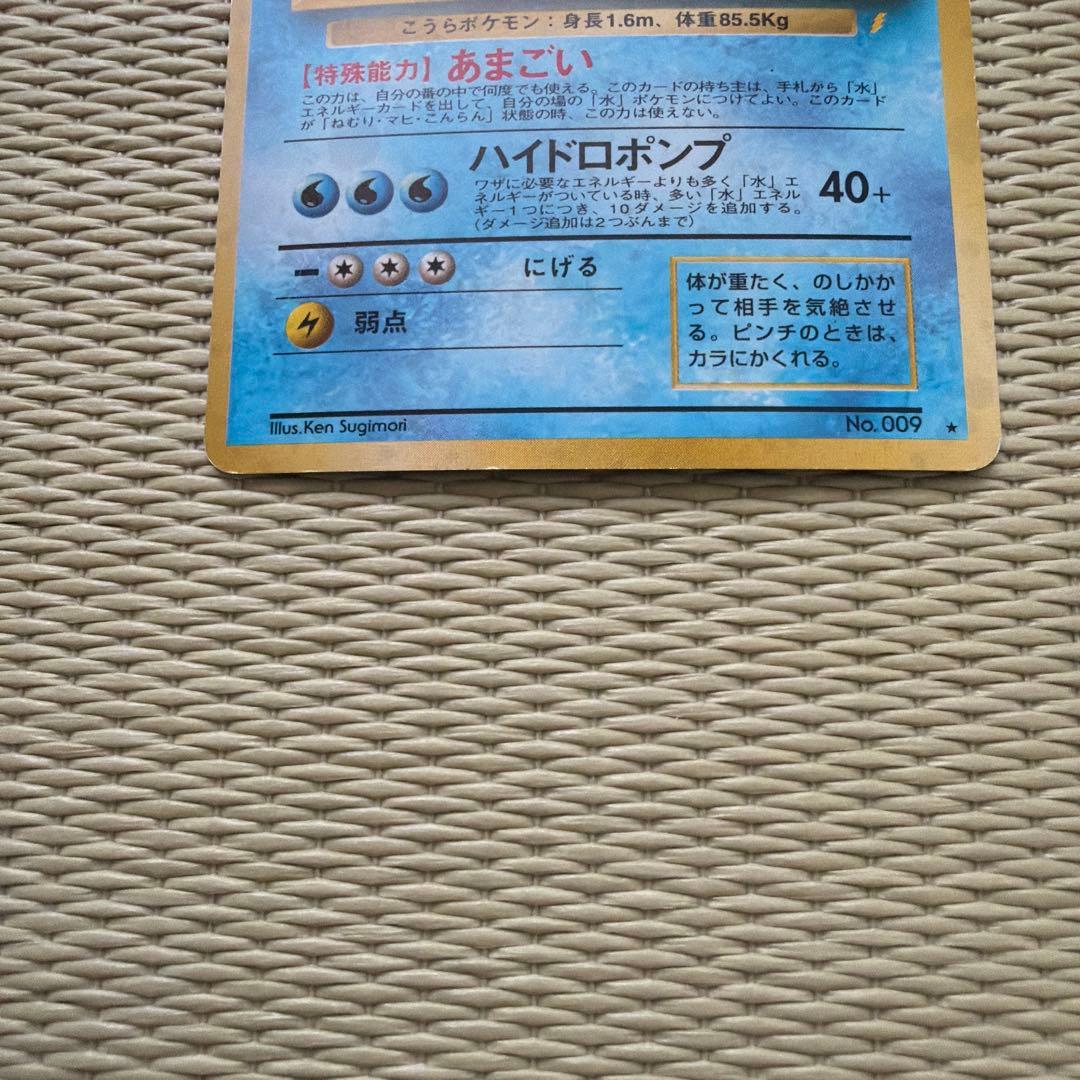 こうらポケモン：身長1.6m、体重85.5Kg
【特殊能力】あまごい
この力は、自分の番の中で何度でも使える。このカードの持ち主は、手札から「水」
エネルギーカードを出して、自分の場の「水」ポケモンにつけてよい。このカード
が「ねむり・マヒ・こんらん」状態の時、この力は使えない。
ハイドロポンプ
ワザに必要なエネルギーよりも多く「水」エ
ネルギーがついている時、多い「水」エネル
ギー1つにつき、10ダメージを追加する。
（ダメージ追加は2つぶんまで）
40+
にげる
弱点
体が重たく、のしかか
って相手を気絶させ
る。ピンチのときは、
カラにかくれる。
Illus.Ken Sugimori
No.009 ★